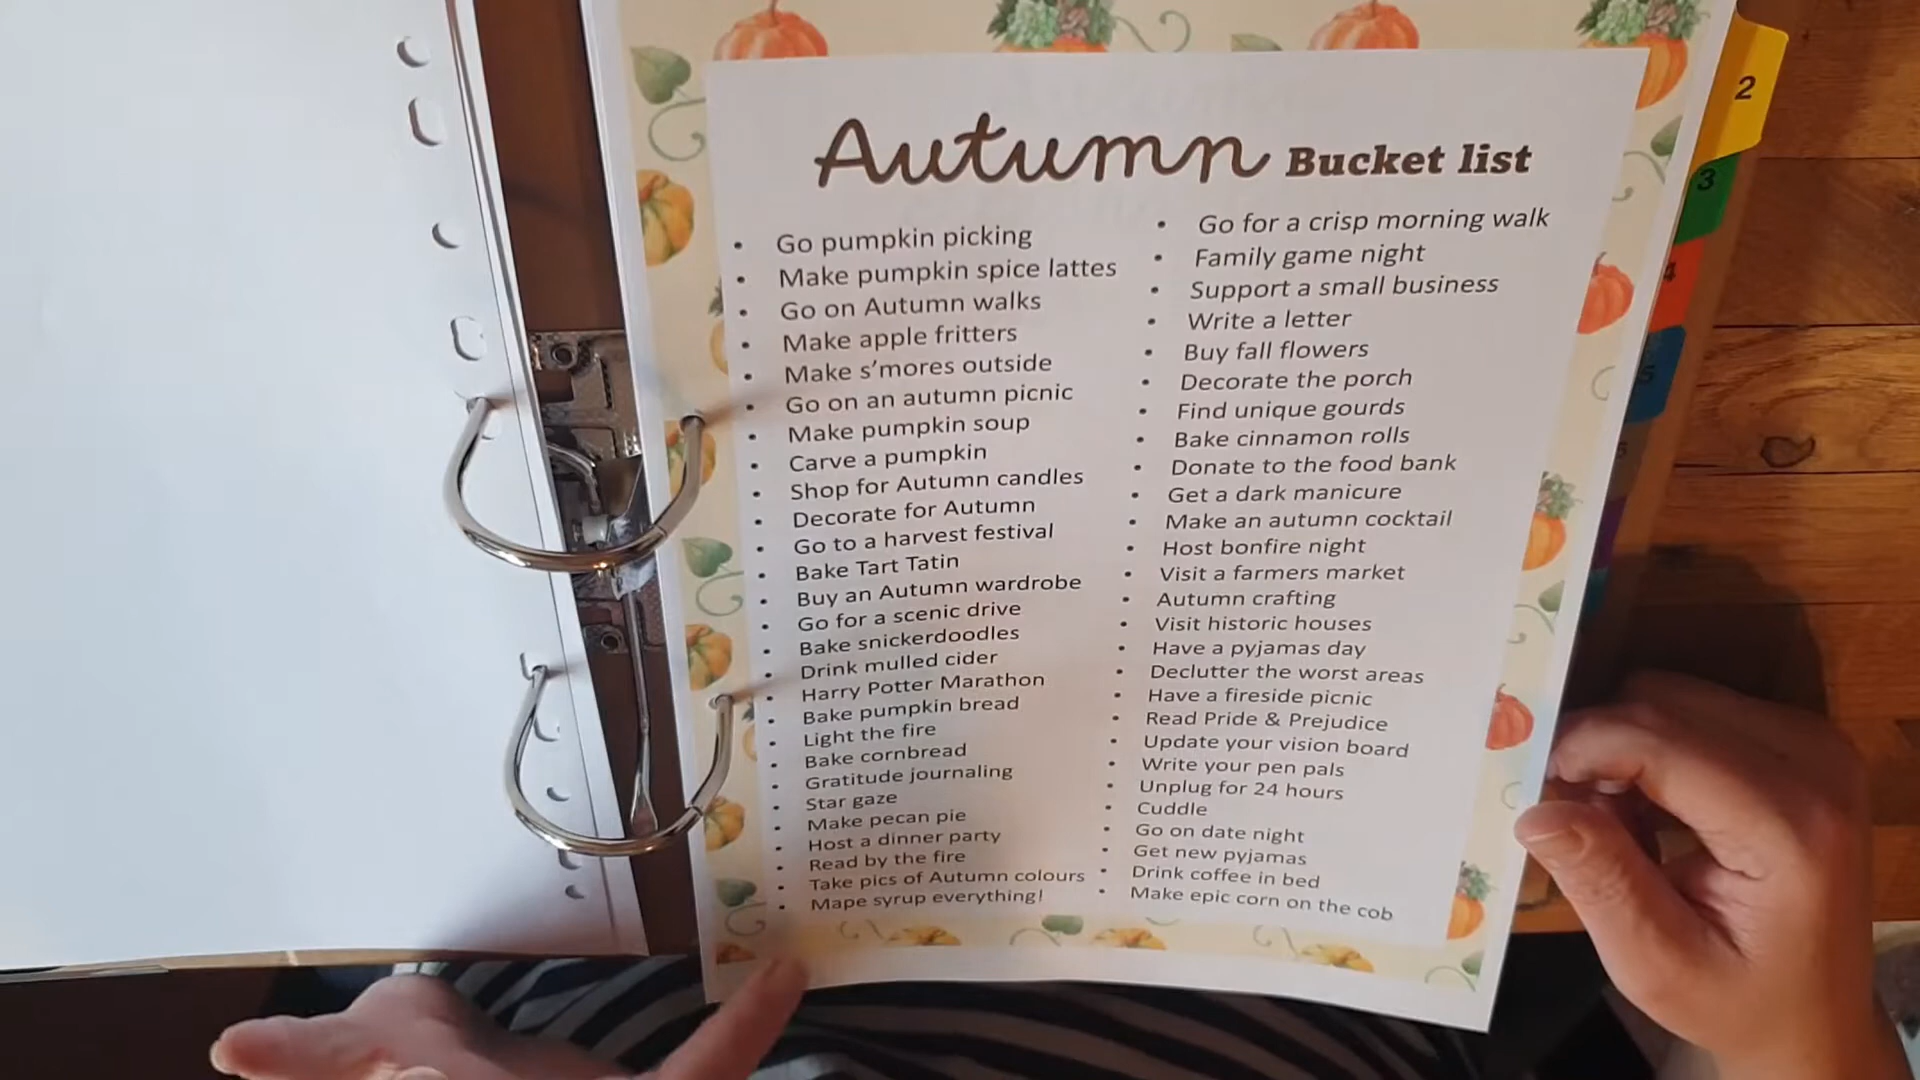 Autumn Bucket list
• Go pumpkin picking
• Make pumpkin spice lattes
• Go on Autumn walks
• Make apple fritters
• Make s'mores outside
• Go on an autumn picnic
• Make pumpkin soup
• Carve a pumpkin
• Shop for Autumn candles
• Decorate for Autumn
• Go to a harvest festival
• Bake Tart Tatin
• Buy an Autumn wardrobe
• Go for a scenic drive
• Bake snickerdoodles
• Drink mulled cider
• Harry Potter Marathon
• Bake pumpkin bread
• Light the fire
• Bake cornbread
• Gratitude journaling
• Star gaze
• Make pecan pie
• Host a dinner party
• Read by the fire
• Take pics of Autumn colours
• Mape syrup everything!
• Go for a crisp morning walk
• Family game night
• Support a small business
• Write a letter
• Buy fall flowers
• Decorate the porch
• Find unique gourds
• Bake cinnamon rolls
• Donate to the food bank
• Get a dark manicure
• Make an autumn cocktail
• Host bonfire night
• Visit a farmers market
• Autumn crafting
• Visit historic houses
• Have a pyjamas day
• Declutter the worst areas
• Have a fireside picnic
• Read Pride & Prejudice
• Update your vision board
• Write your pen pals
• Unplug for 24 hours
• Cuddle
• Go on date night
• Get new pyjamas
• Drink coffee in bed
• Make epic corn on the cob
2
3
4
5